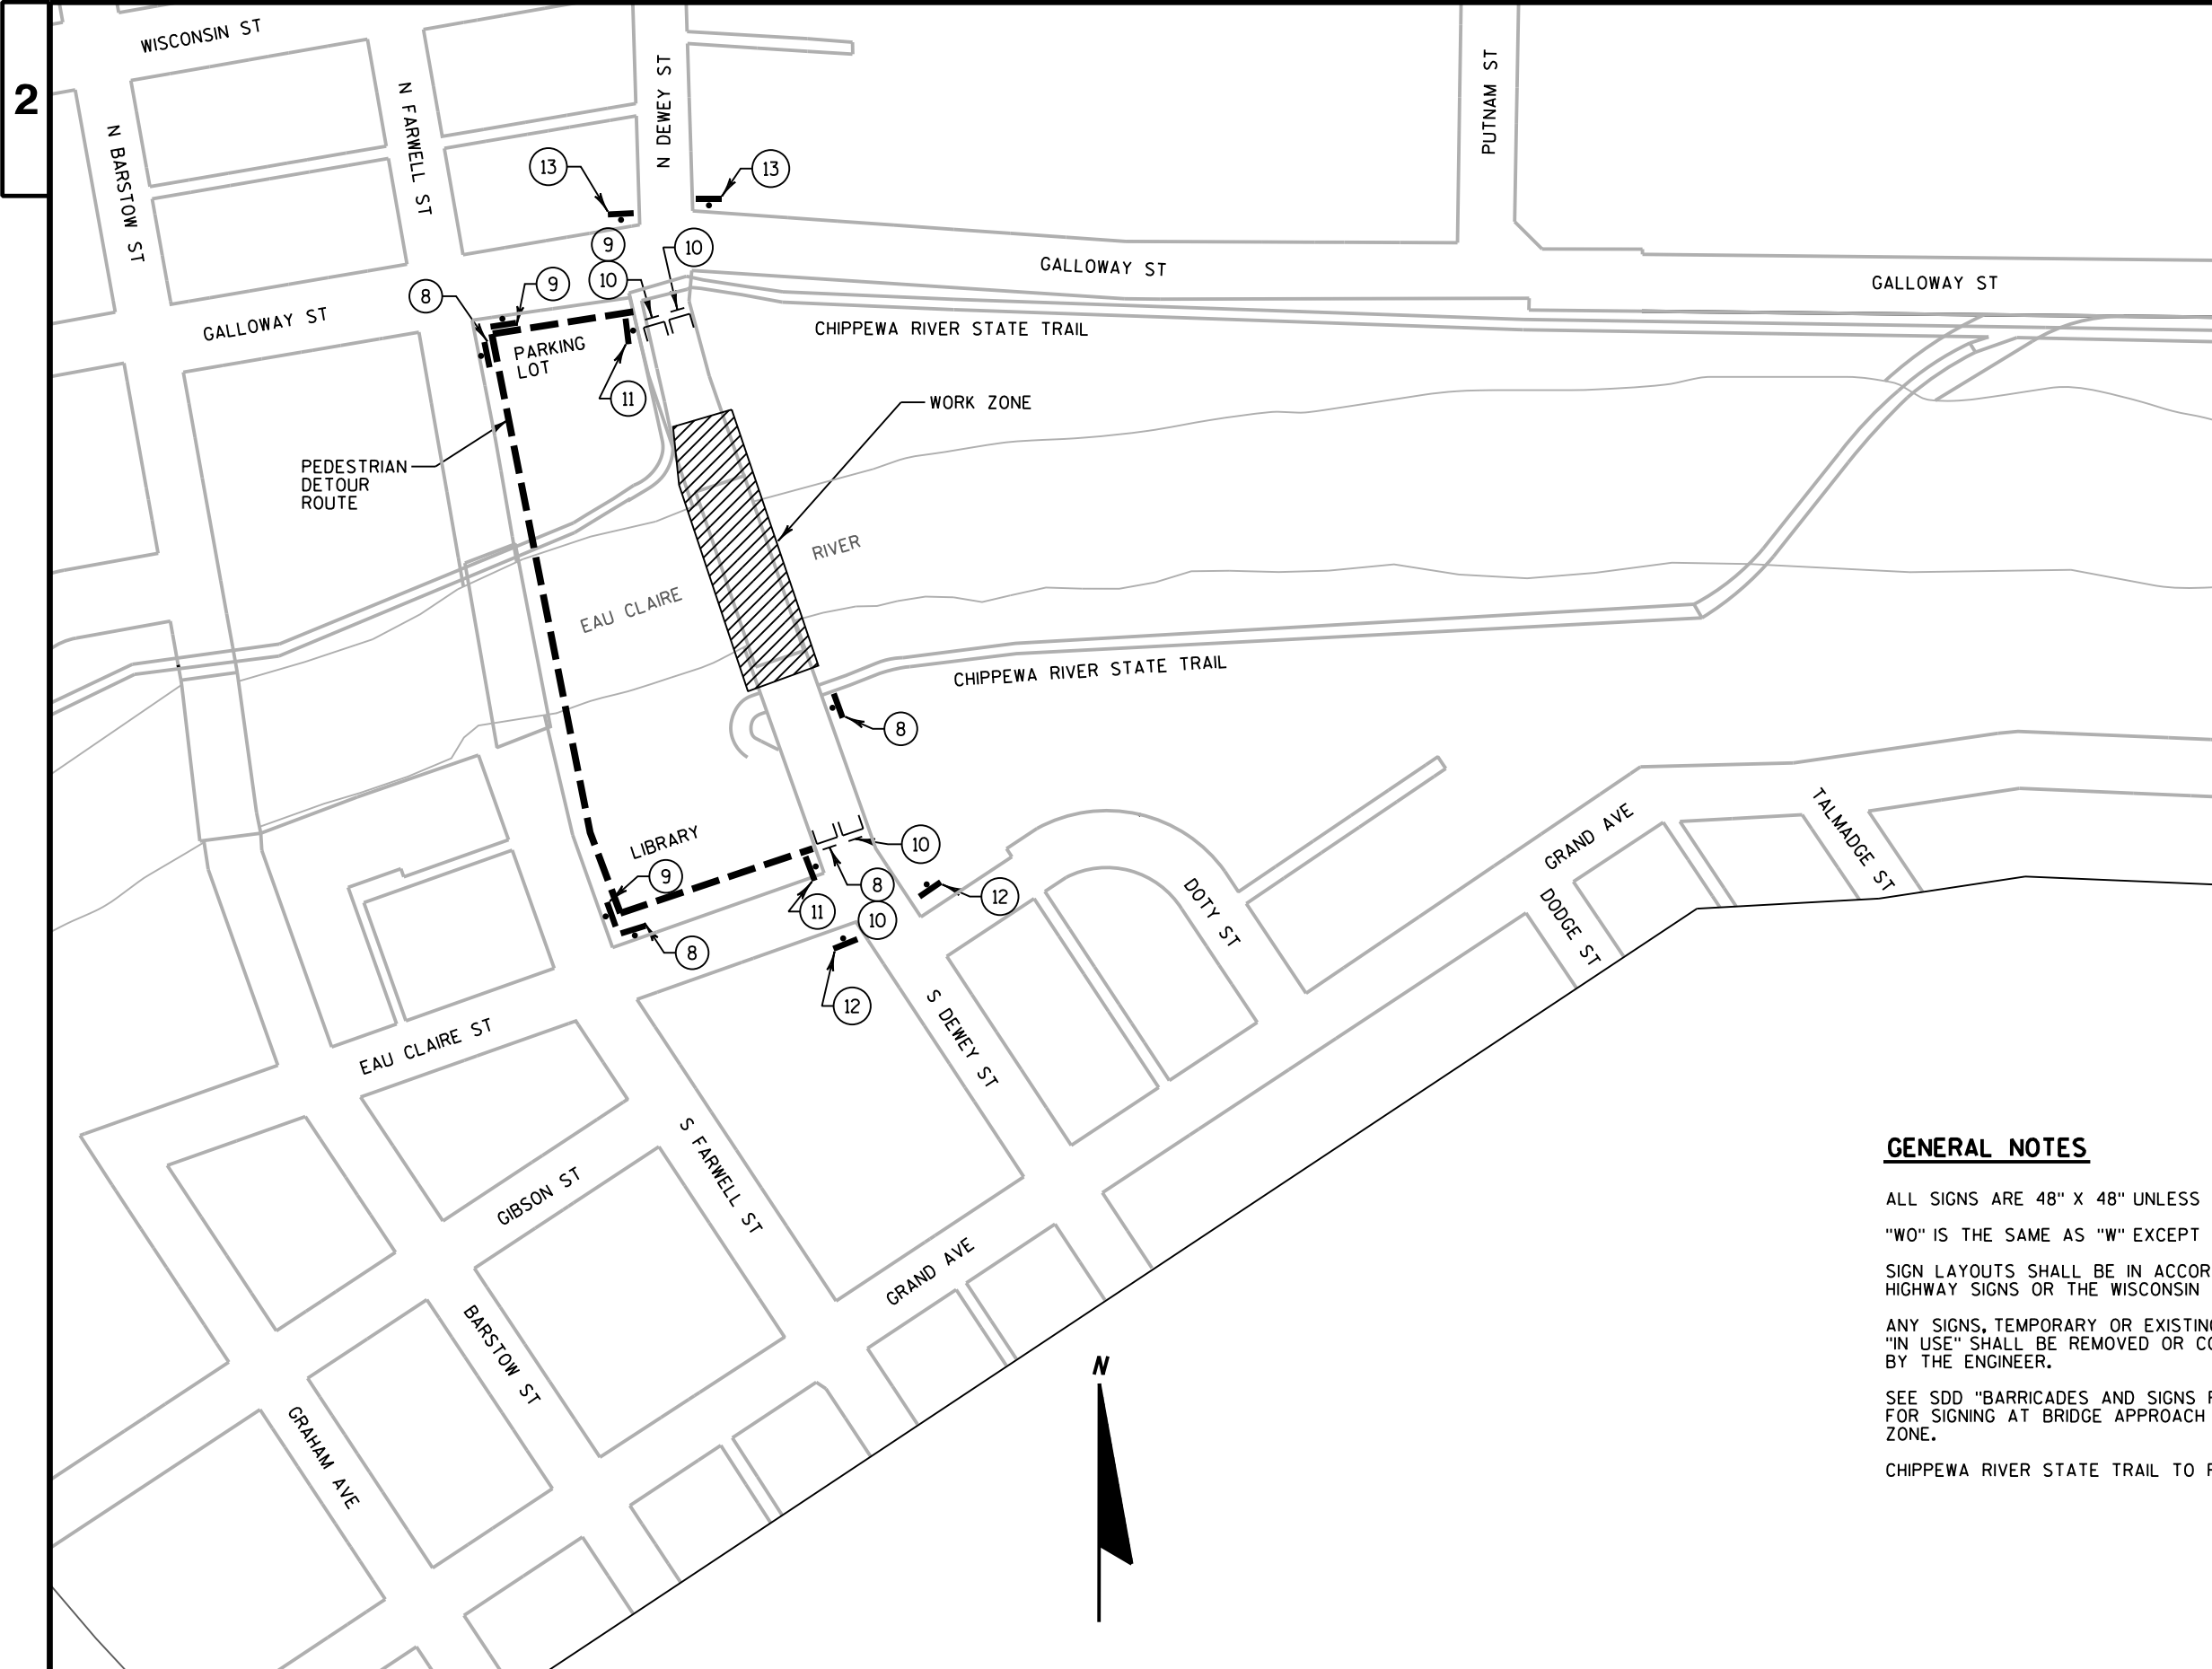 2
WISCONSIN ST
N BARSTOW ST
N FARWELL ST
N DEWEY ST
PUTNAM ST
13
13
9
10
10
9
8
GALLOWAY ST
GALLOWAY ST
GALLOWAY ST
CHIPPEWA RIVER STATE TRAIL
PARKING
LOT
11
WORK ZONE
PEDESTRIAN
DETOUR
ROUTE
EAU CLAIRE
RIVER
CHIPPEWA RIVER STATE TRAIL
8
LIBRARY
9
10
8
10
11
12
8
12
DOTY ST
GRAND AVE
TALMADGE ST
DODGE ST
S DEWEY ST
EAU CLAIRE ST
GIBSON ST
S FARWELL ST
GRAND AVE
BARSTOW ST
GRAHAM AVE
N
GENERAL NOTES
ALL SIGNS ARE 48" X 48" UNLESS
"WO" IS THE SAME AS "W" EXCEPT
SIGN LAYOUTS SHALL BE IN ACCOR
HIGHWAY SIGNS OR THE WISCONSIN
ANY SIGNS, TEMPORARY OR EXISTING
"IN USE" SHALL BE REMOVED OR CO
BY THE ENGINEER.
SEE SDD "BARRICADES AND SIGNS F
FOR SIGNING AT BRIDGE APPROACH
ZONE.
CHIPPEWA RIVER STATE TRAIL TO